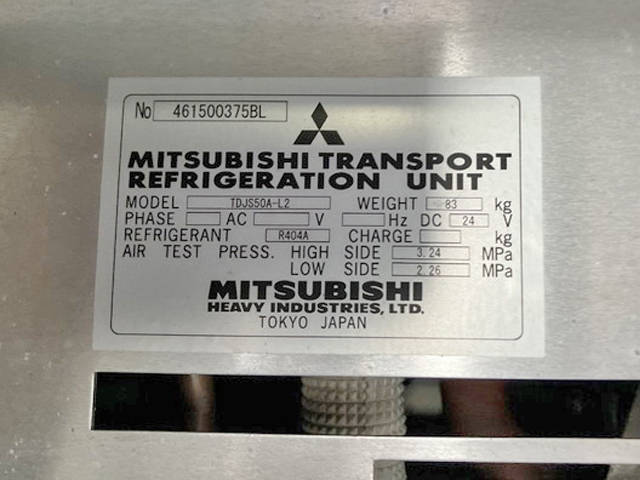 No 461500375BL
MITSUBISHI TRANSPORT
REFRIGERATION UNIT
MODEL TDJS50A-L2 WEIGHT 83 kg
PHASE AC V Hz DC 24 V
REFRIGERANT R404A CHARGE kg
AIR TEST PRESS. HIGH SIDE 3.24 MPa
LOW SIDE 2.26 MPa
MITSUBISHI
HEAVY INDUSTRIES, LTD.
TOKYO JAPAN